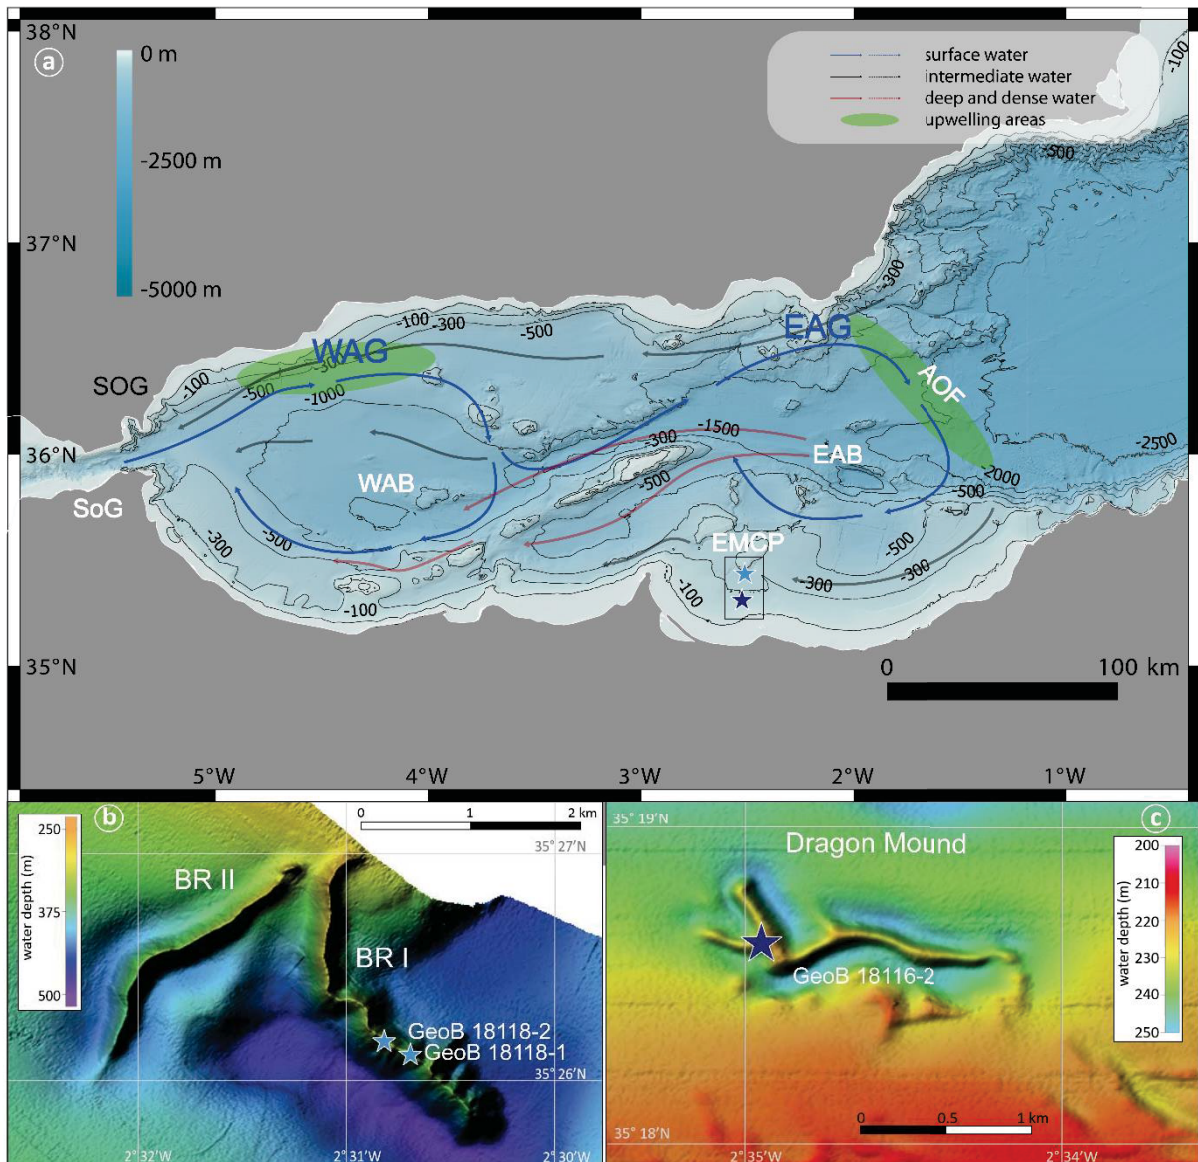 38°N
a
0 m
-2500 m
-5000 m
surface water
intermediate water
deep and dense water
upwelling areas
-100
-500
37°N
-300
-100
-300
-500
WAG
EAG
-300
SOG
-100
-500
-1000
AOF
36°N
-300
-1500
-2500
EAB
-2000
WAB
-500
-500
SoG
-300
-500
EMCP
-500
-300
-300
-100
-100
35°N
0
100 km
5°W
4°W
3°W
2°W
1°W
b
250
375
500
water depth (m)
0
1
2 km
35° 27'N
BR II
BR I
GeoB 18118-2
GeoB 18118-1
35° 26'N
2°32'W
2°31'W
2°30'W
c
35° 19'N
Dragon Mound
200
210
220
230
240
250
water depth (m)
GeoB 18116-2
0
0.5
1 km
35° 18'N
2°35'W
2°34'W